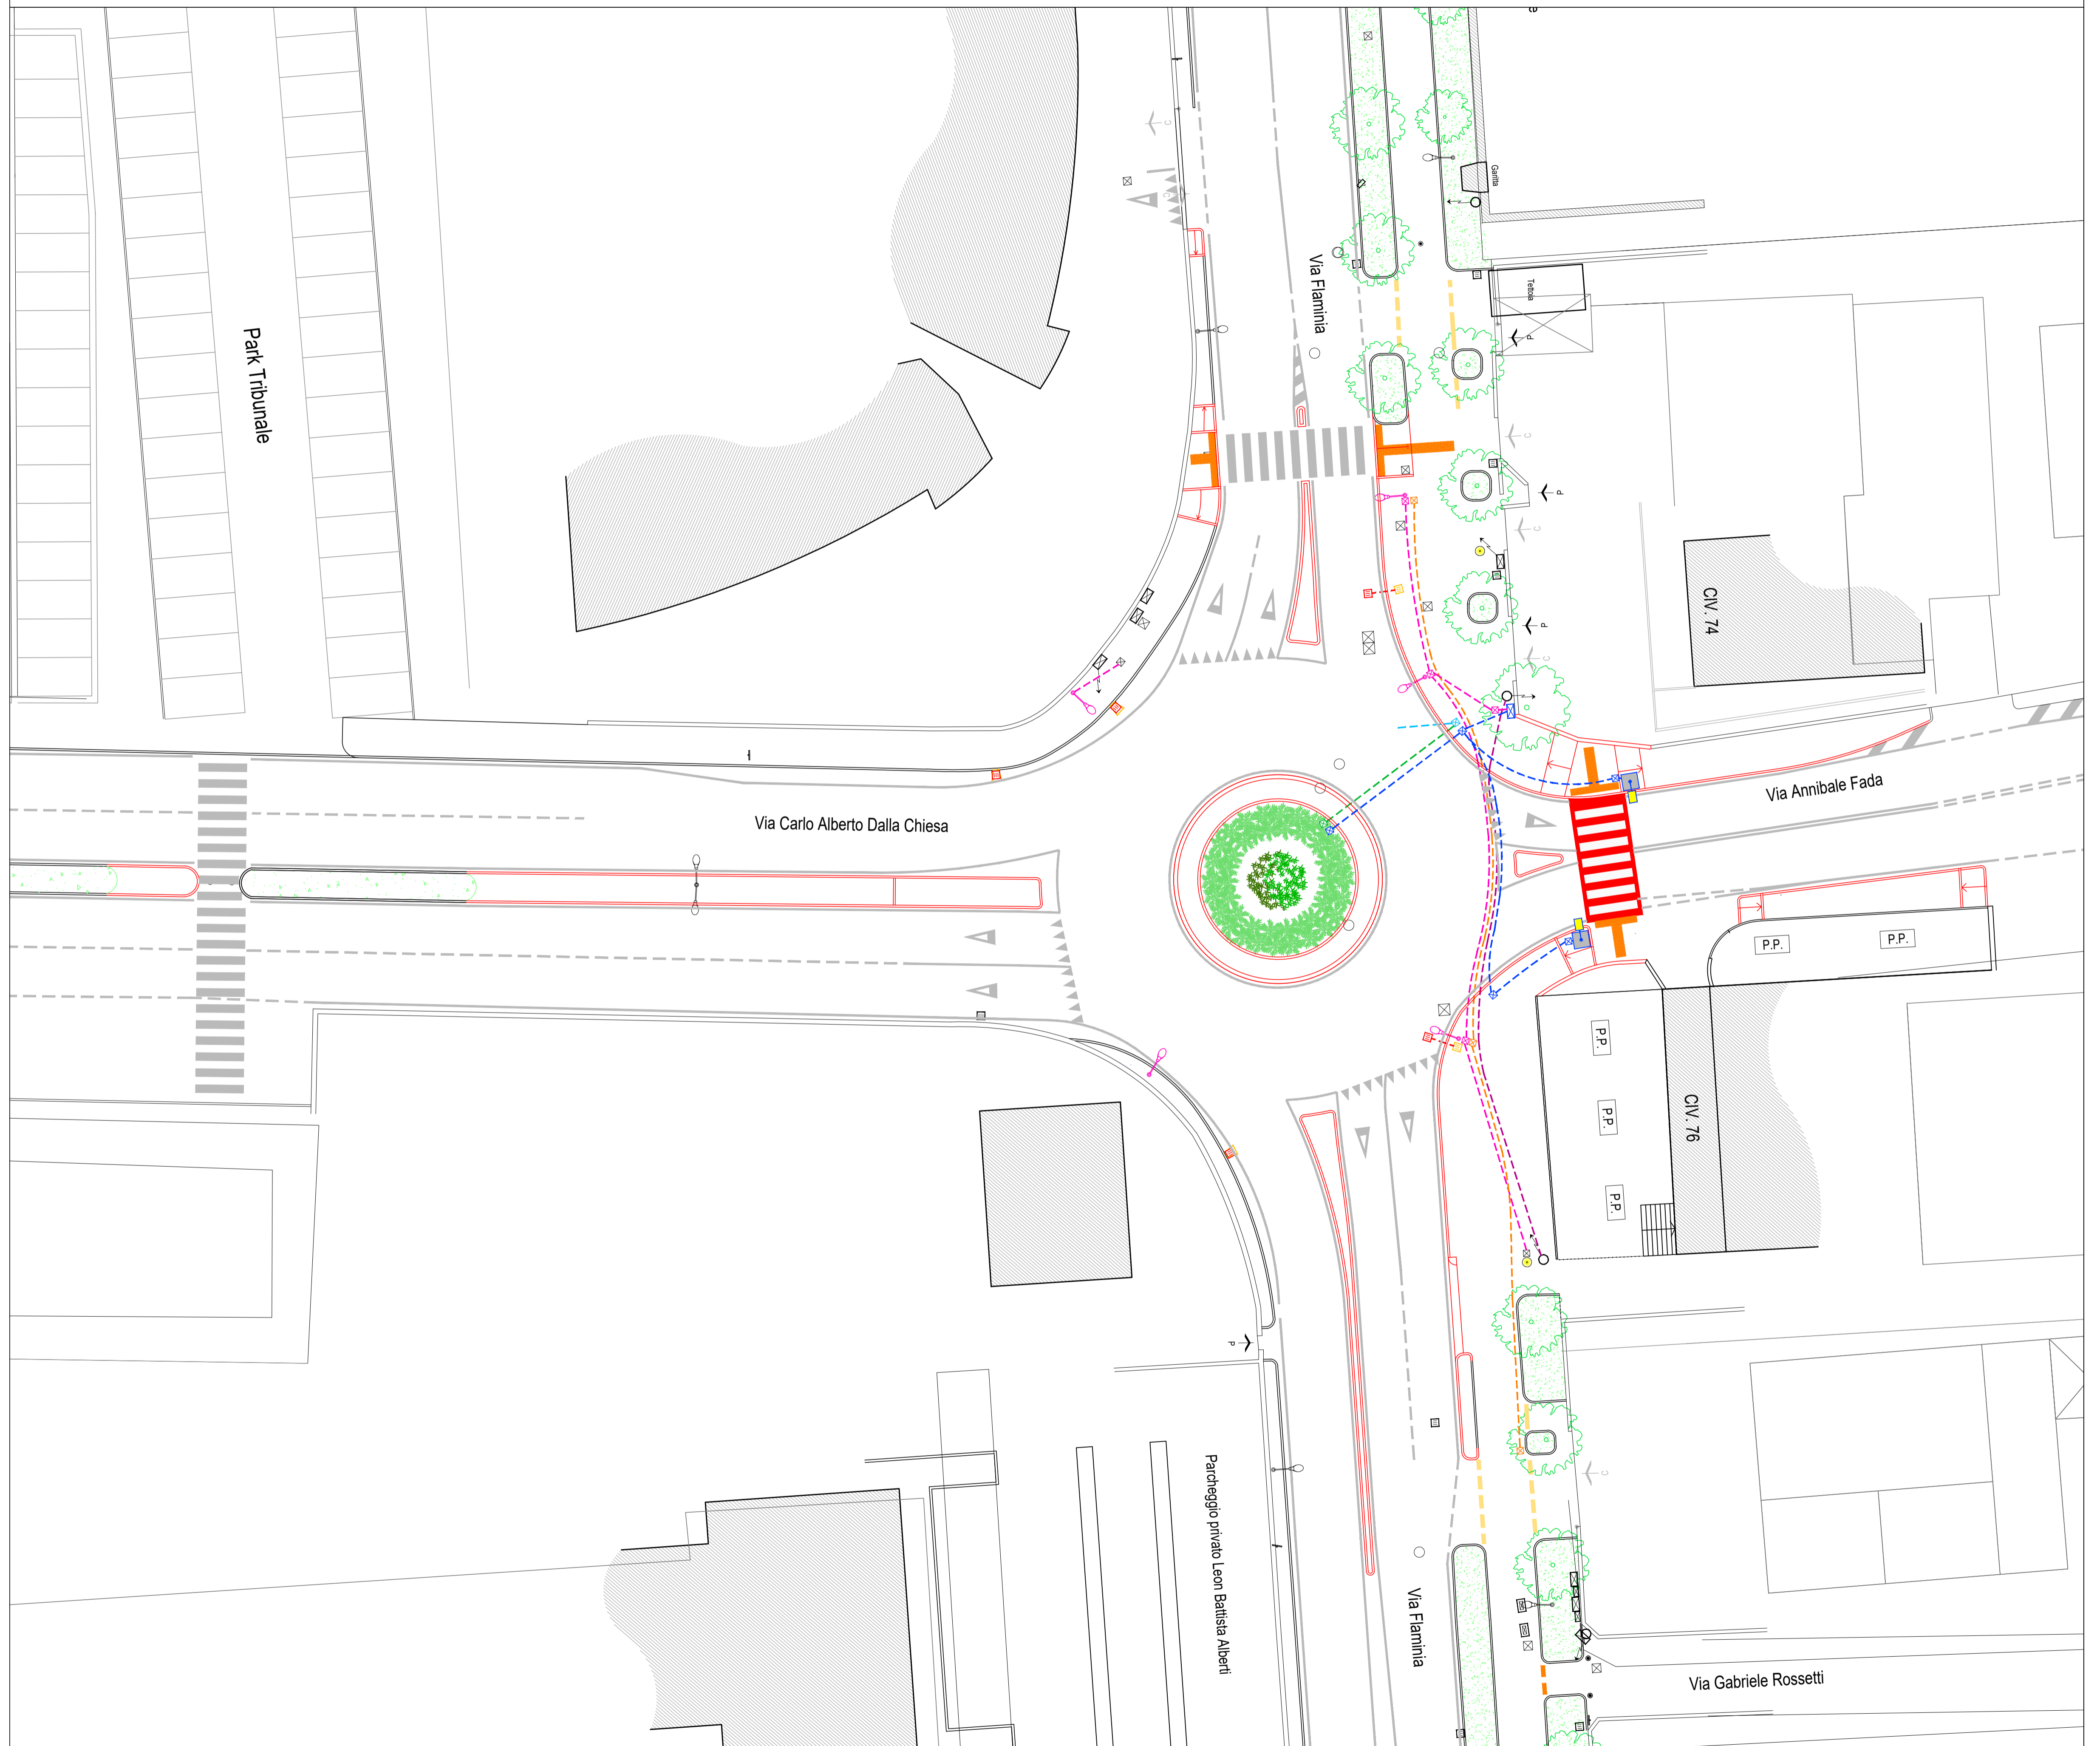 e
C
Garitta
C
Via Flaminia
Tettoia
P
Park Tribunale
C
P
C
CIV. 74
P
C
Via Annibale Fada
Via Carlo Alberto Dalla Chiesa
P.P.
P.P.
P.P.
P.P.
CIV. 76
P.P.
P
C
Parcheggio privato Leon Battista Alberti
Via Flaminia
Via Gabriele Rossetti